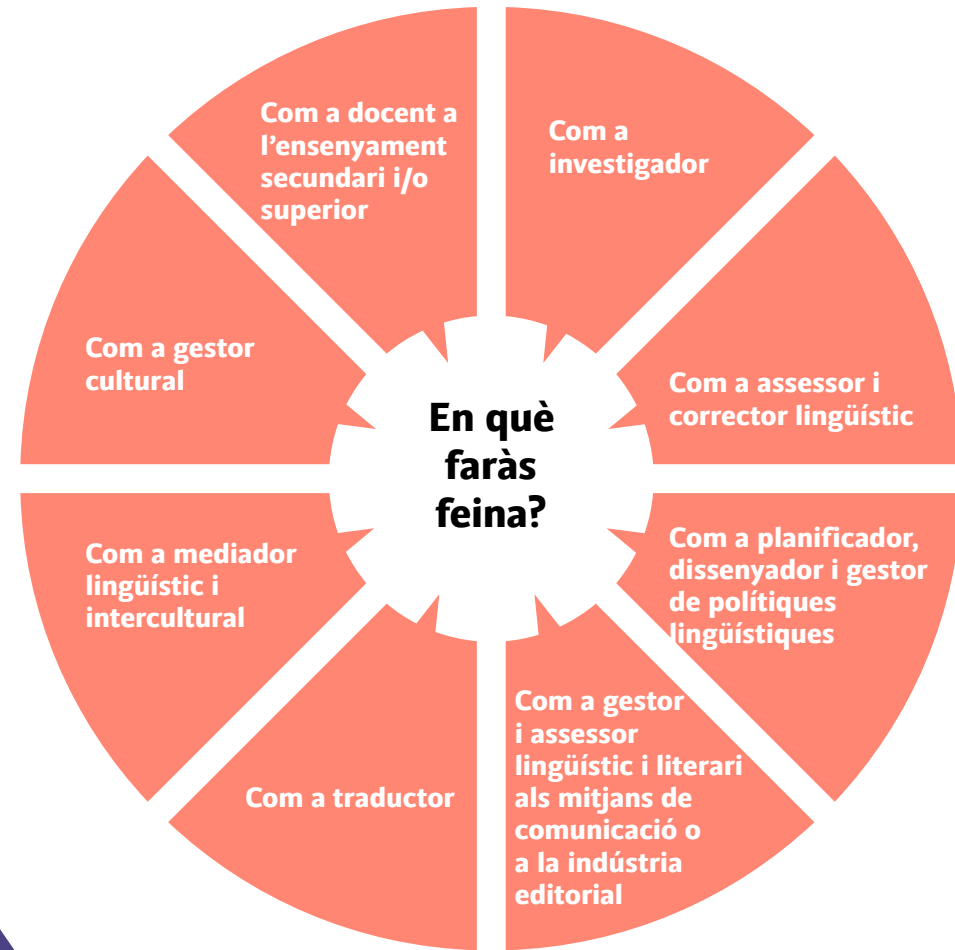 Com a docent a
l’ensenyament
secundari i/o
superior
Com a
investigador
Com a assessor i
corrector lingüístic
Com a planificador,
dissenyador i gestor
de polítiques
lingüístiques
Com a gestor
i assessor
lingüístic i literari
als mitjans de
comunicació o
a la indústria
editorial
Com a traductor
Com a mediador
lingüístic i
intercultural
Com a gestor
cultural
En què
faràs
feina?